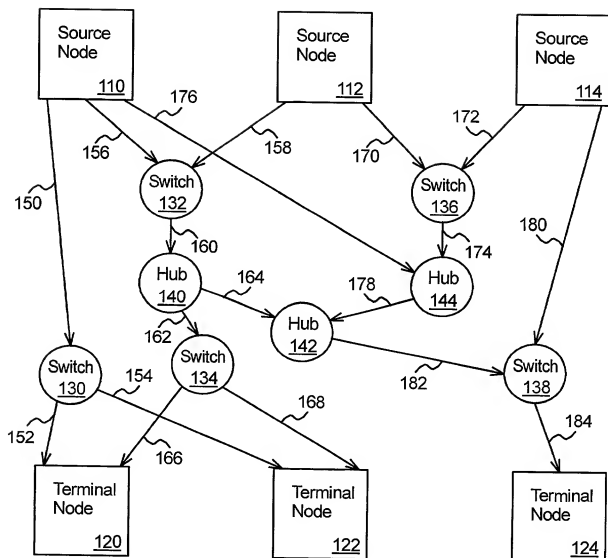 Source
Node
110
Source
Node
112
Source
Node
114
176
156
158
170
172
150
Switch
132
Switch
136
160
174
180
Hub
140
164
178
Hub
144
162
Hub
142
182
Switch
130
154
Switch
134
Switch
138
152
166
168
184
Terminal
Node
120
Terminal
Node
122
Terminal
Node
124